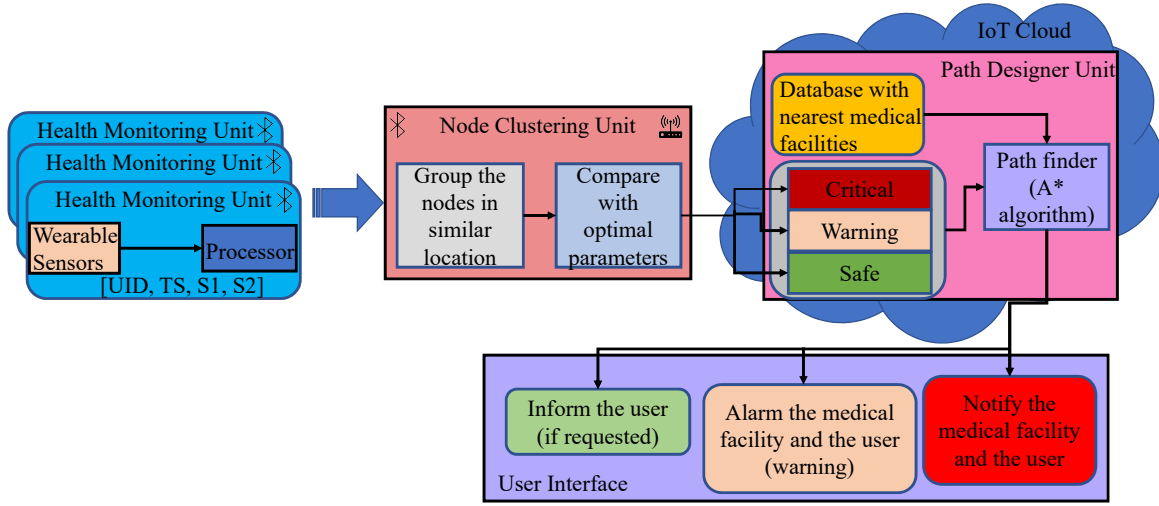 IoT Cloud
Path Designer Unit
Database with
nearest medical
facilities
Health Monitoring Unit
Health Monitoring Unit
Health Monitoring Unit
Wearable
Sensors
Processor
[UID, TS, S1, S2]
Node Clustering Unit
Group the
nodes in
similar
location
Compare
with
optimal
parameters
Critical
Warning
Safe
Path finder
(A*
algorithm)
Inform the user
(if requested)
Alarm the medical
facility and the user
(warning)
Notify the
medical facility
and the user
User Interface